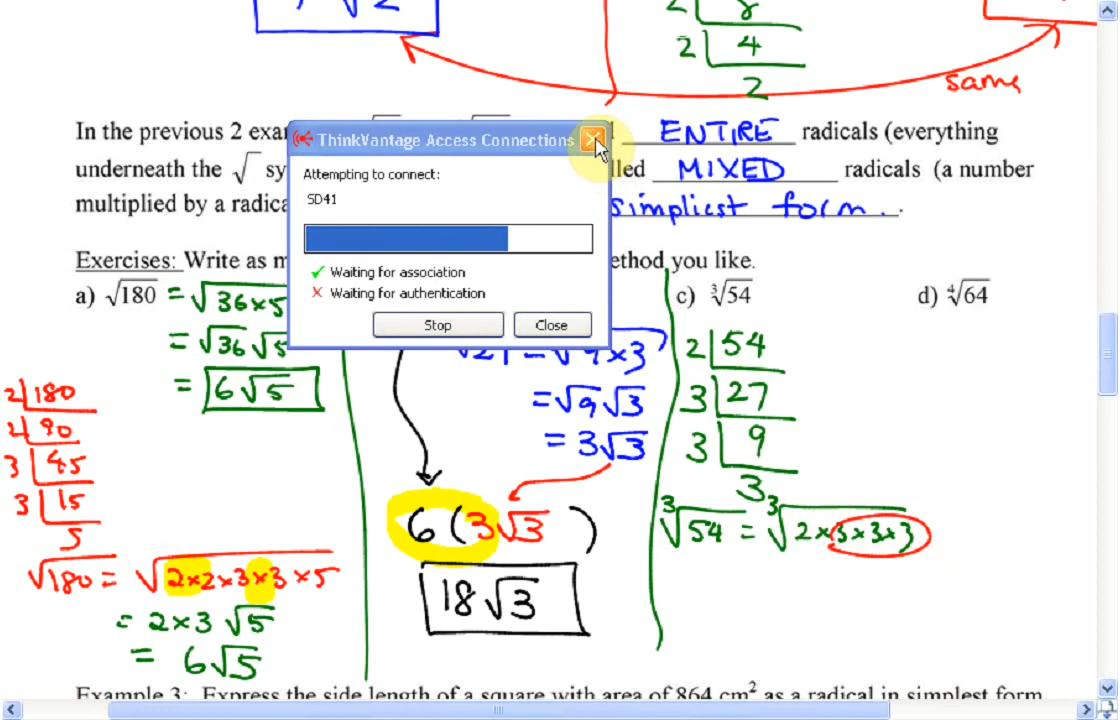 2 8
2 4
2
same
In the previous 2 exa ENTIRE radicals (everything
underneath the √ sy lled MIXED radicals (a number
multiplied by a radica simpliest form.
ThinkVantage Access Connections
Attempting to connect:
SD41
Waiting for association
Waiting for authentication
Stop Close
Exercises: Write as m ethod you like.
a) √180 = √36×5
= √36 √5
= 6√5
2 180
2 90
3 45
3 15
5
√180 = √2×2×3×3×5
= 2×3 √5
= 6√5
= √9×3
= √9 √3
= 3√3
6(3√3)
18√3
c) ∛54
2 54
3 27
3 9
3
∛54 = ∛2×3×3×3
d) ∜64
Example 3: Express the side length of a square with area of 864 cm² as a radical in simplest form